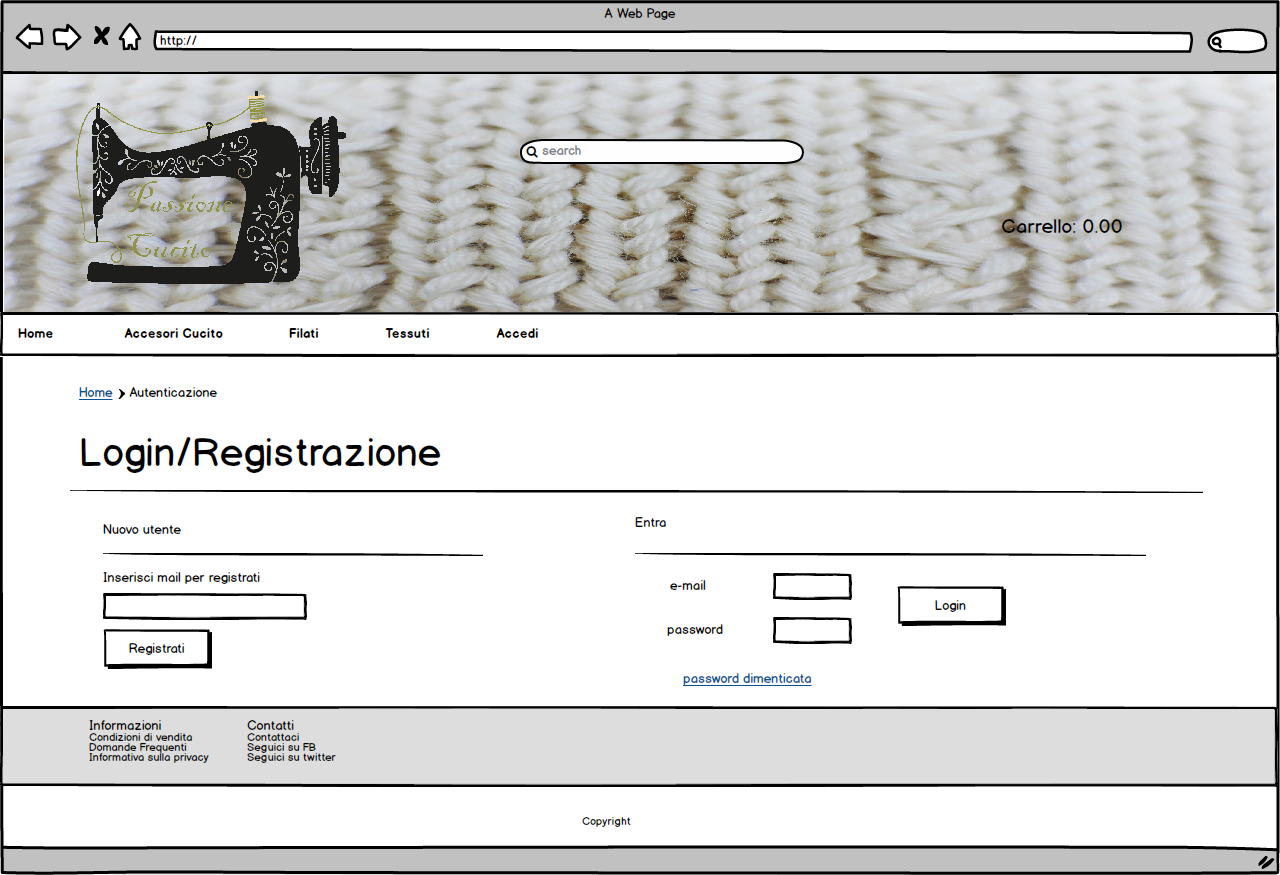 A Web Page
http://
search
Passione
Cucito
Carrello: 0.00
Home Accesori Cucito Filati Tessuti Accedi
Home Autenticazione
Login/Registrazione
Nuovo utente
Inserisci mail per registrati
Registrati
Entra
e-mail
password
Login
password dimenticata
Informazioni
Condizioni di vendita
Domande Frequenti
Informativa sulla privacy
Contatti
Contattaci
Seguici su FB
Seguici su twitter
Copyright